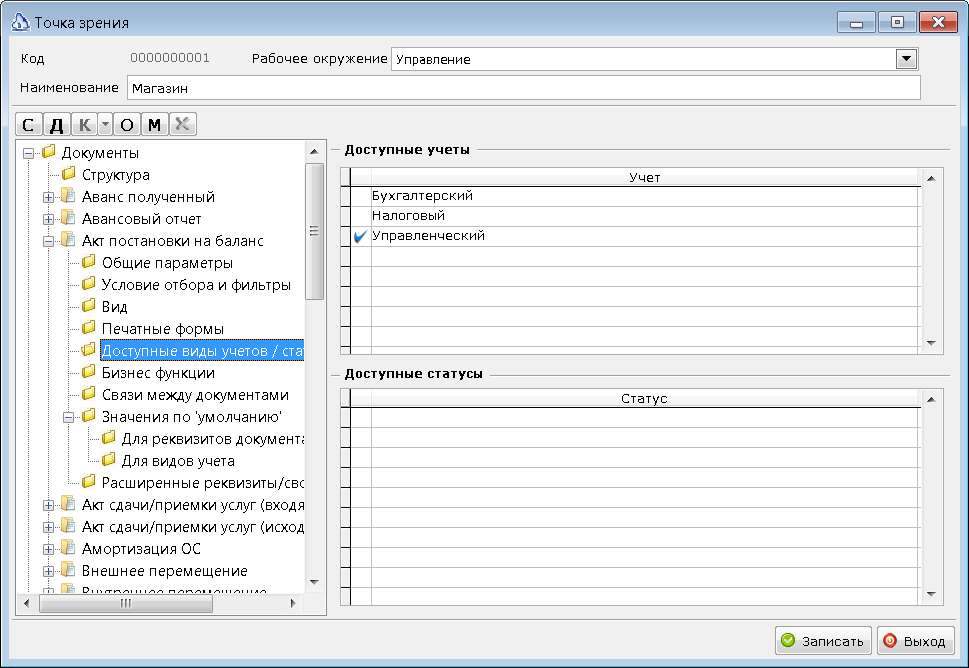 Точка зрения
Код 0000000001 Рабочее окружение Управление
Наименование Магазин
С Д К О М
Документы
Структура
Аванс полученный
Авансовый отчет
Акт постановки на баланс
Общие параметры
Условие отбора и фильтры
Вид
Печатные формы
Доступные виды учетов / ста
Бизнес функции
Связи между документами
Значения по 'умолчанию'
Для реквизитов документа
Для видов учета
Расширенные реквизиты/сво
Акт сдачи/приемки услуг (входя
Акт сдачи/приемки услуг (исход
Амортизация ОС
Внешнее перемещение
Внутреннее перемещение
Доступные учеты
Учет
Бухгалтерский
Налоговый
Управленческий
Доступные статусы
Статус
Записать Выход